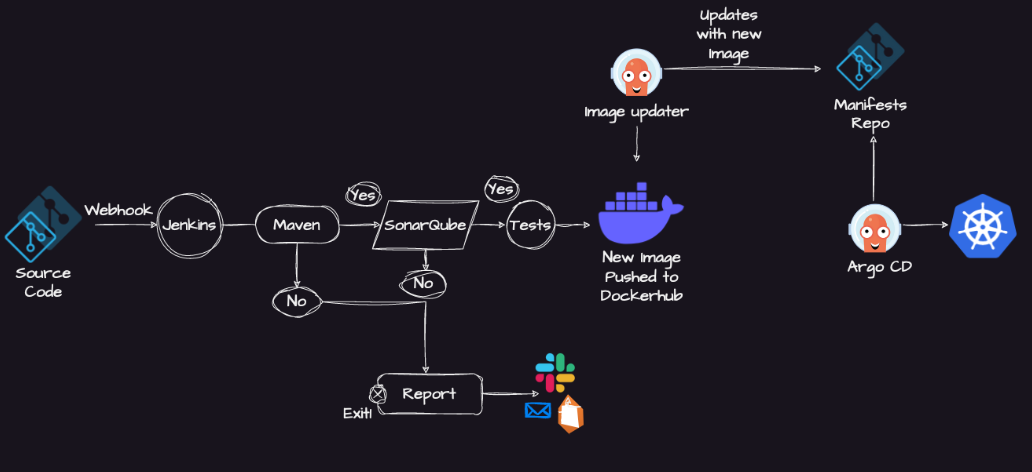 Updates
with new
Image
Image updater
Manifests
Repo
Webhook
Jenkins
Maven
Yes
SonarQube
Yes
Tests
Source
Code
No
No
New Image
Pushed to
Dockerhub
Argo CD
Report
Exit!